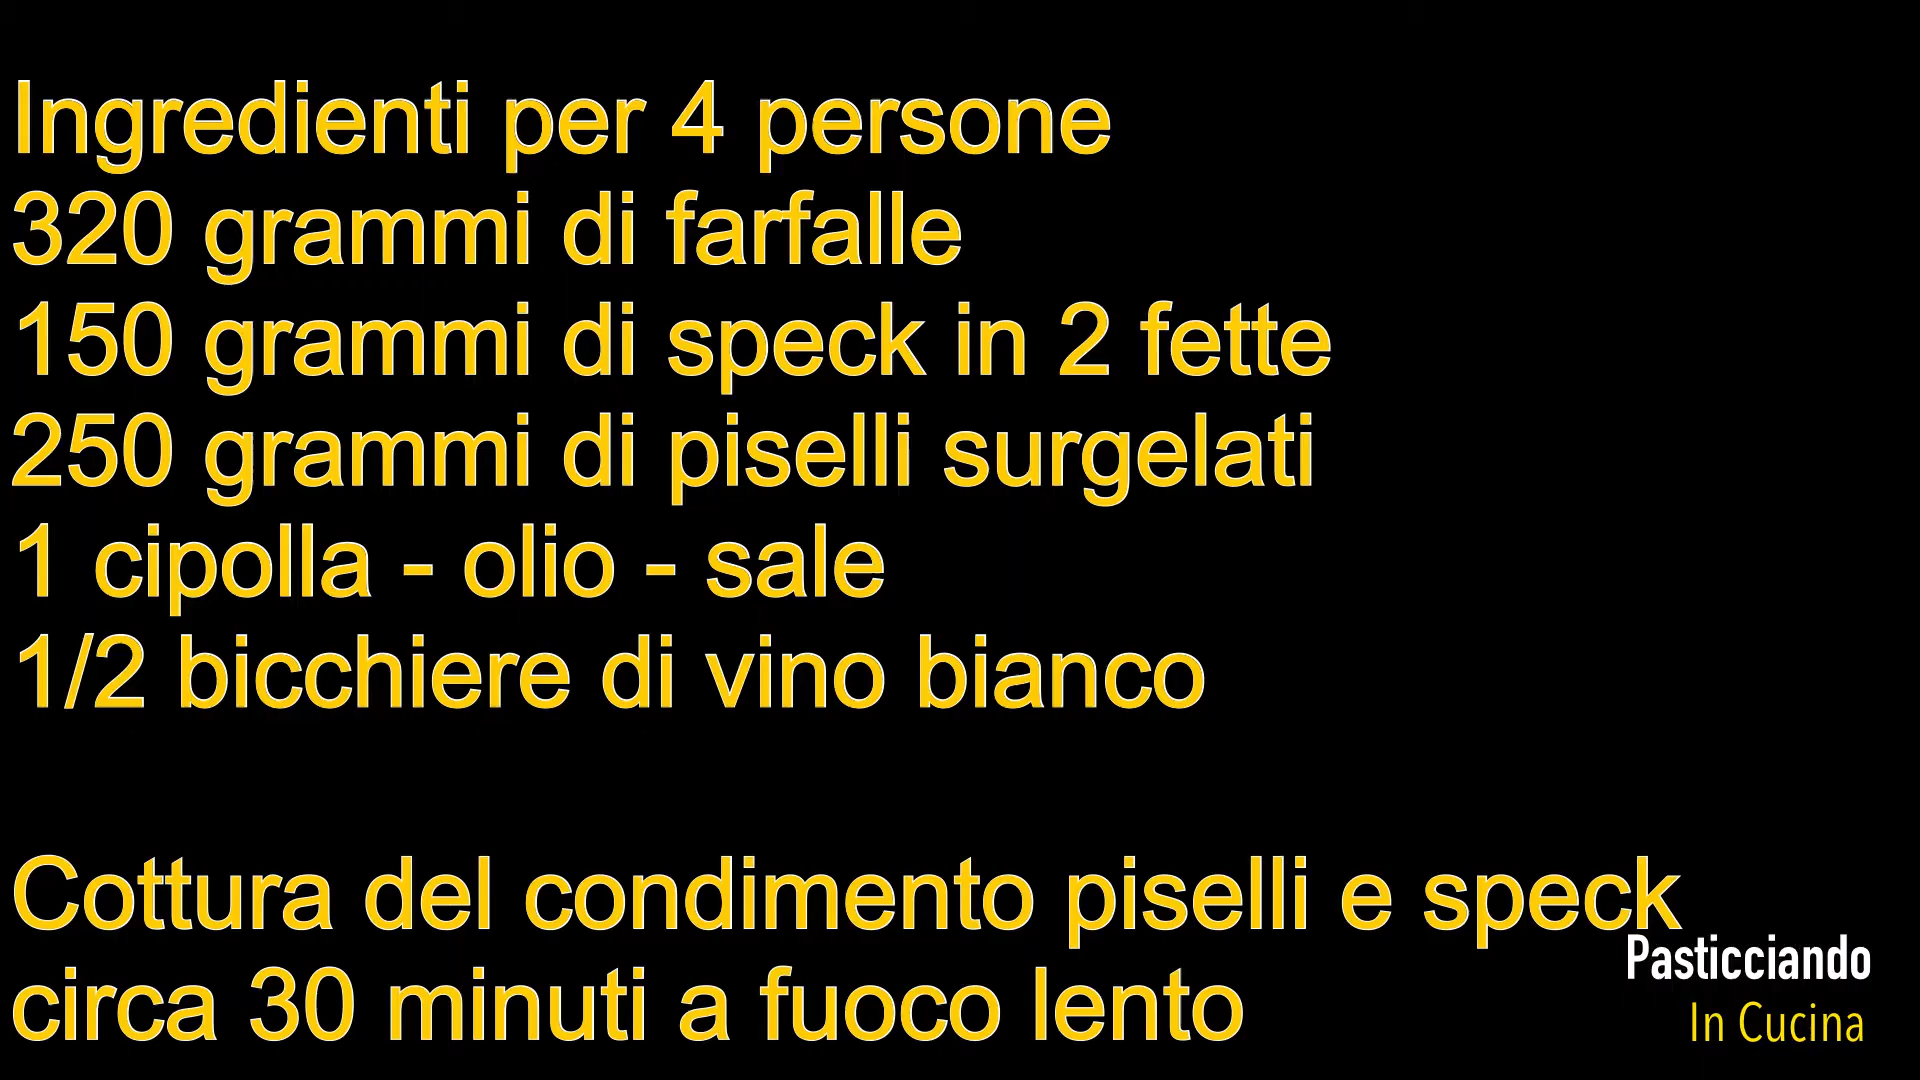 Ingredienti per 4 persone
320 grammi di farfalle
150 grammi di speck in 2 fette
250 grammi di piselli surgelati
1 cipolla - olio - sale
1/2 bicchiere di vino bianco
Cottura del condimento piselli e speck
circa 30 minuti a fuoco lento
Pasticciando
In Cucina